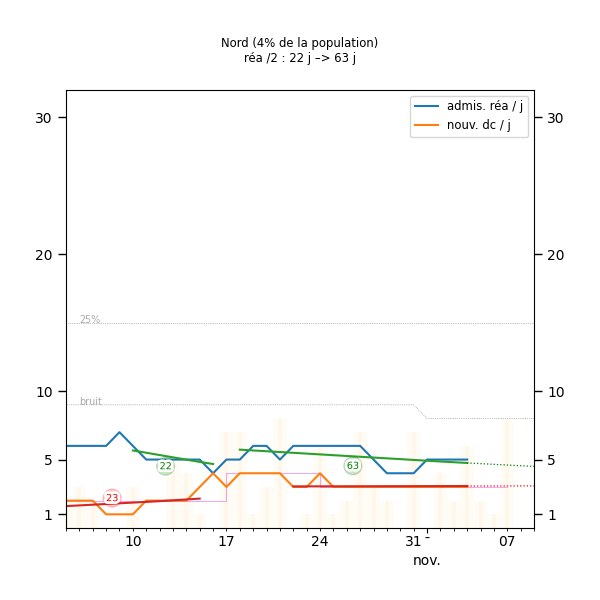 Nord (4% de la population)
réa /2 : 22 j –> 63 j
admis. réa / j
nouv. dc / j
30 30
20 20
25%
10 10
bruit
5 5
22 63
23
1 1
10 17 24 31 07
nov.